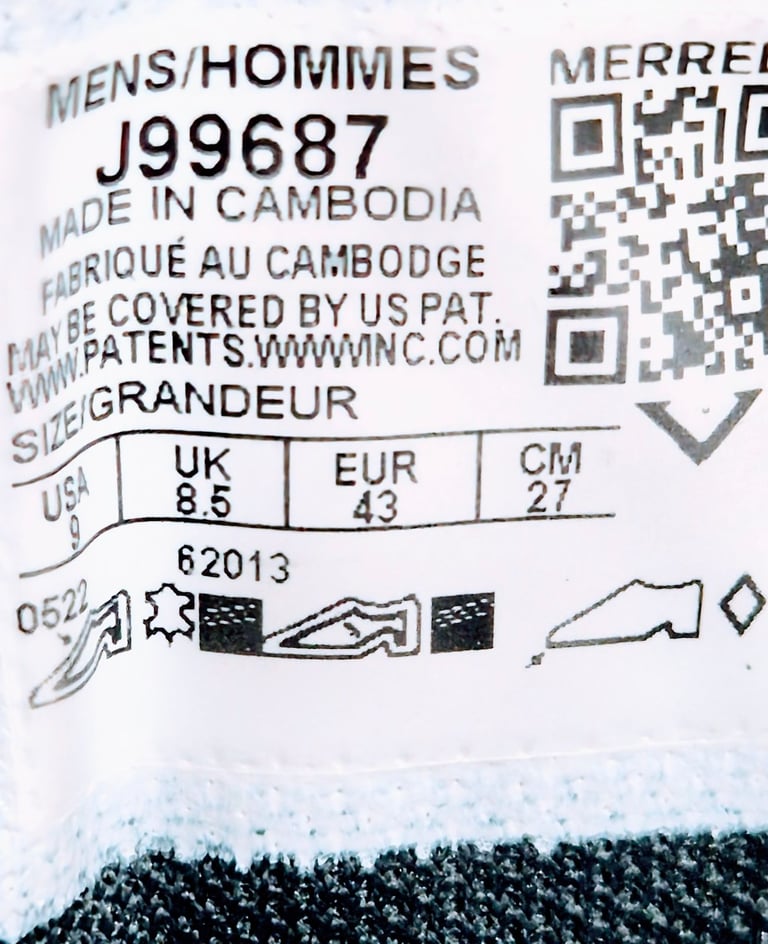 MENS/HOMMES
J99687
MADE IN CAMBODIA
FABRIQUÉ AU CAMBODGE
MAY BE COVERED BY US PAT.
WWW.PATENTS.WWWINC.COM
SIZE/GRANDEUR
USA UK EUR CM
9 8.5 43 27
62013
0522